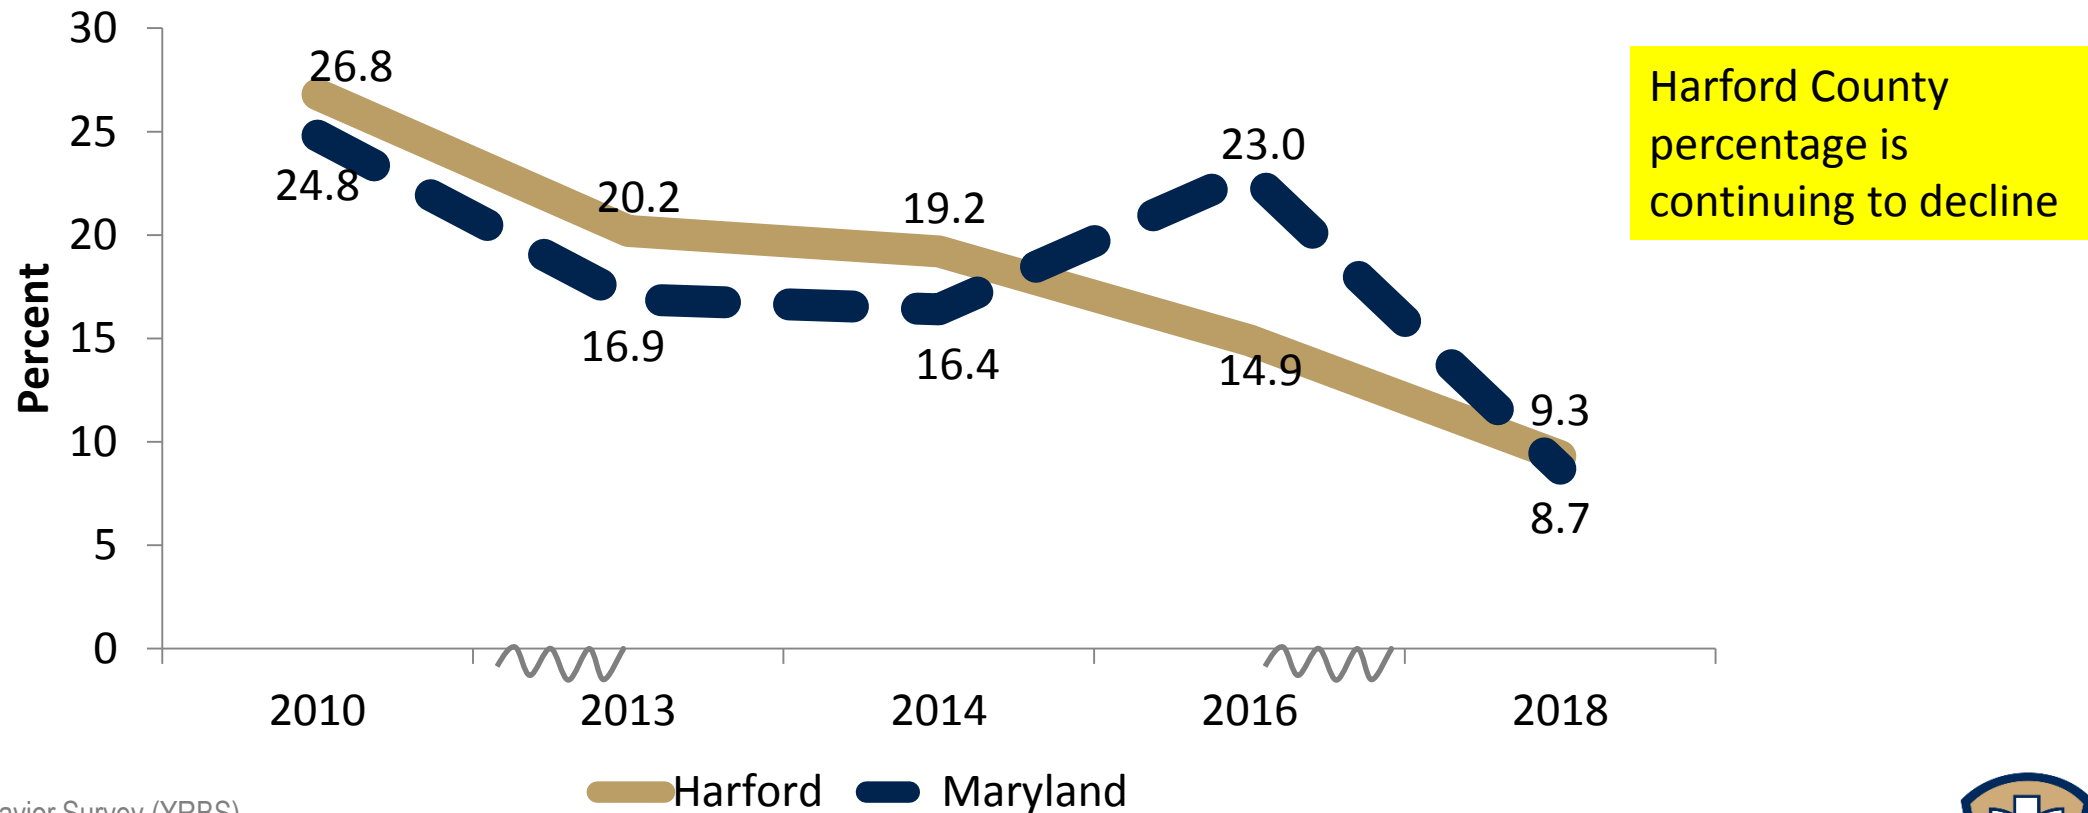 30
25
20
15
10
5
0
Percent
26.8
24.8
20.2
16.9
19.2
16.4
23.0
14.9
9.3
8.7
2010 2013 2014 2016 2018
Harford Maryland
Harford County
percentage is
continuing to decline
Survey (YRBS)